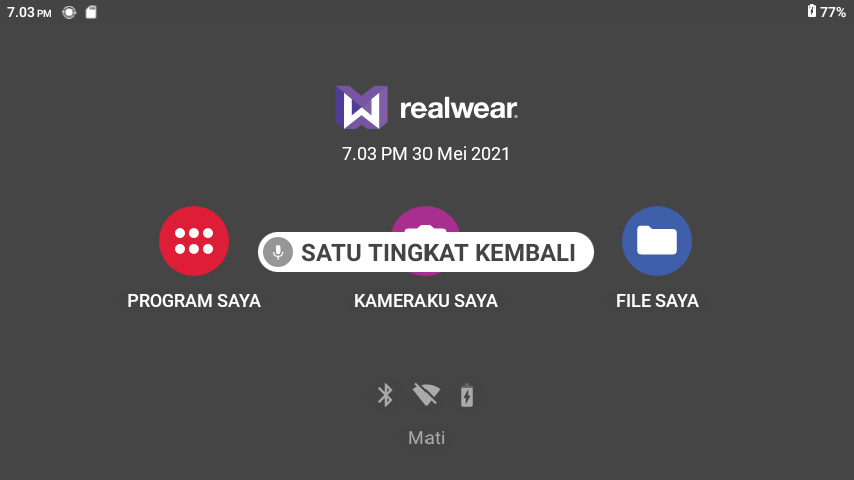 7.03 PM
77%
realwear
7.03 PM 30 Mei 2021
SATU TINGKAT KEMBALI
PROGRAM SAYA
KAMERAKU SAYA
FILE SAYA
Mati